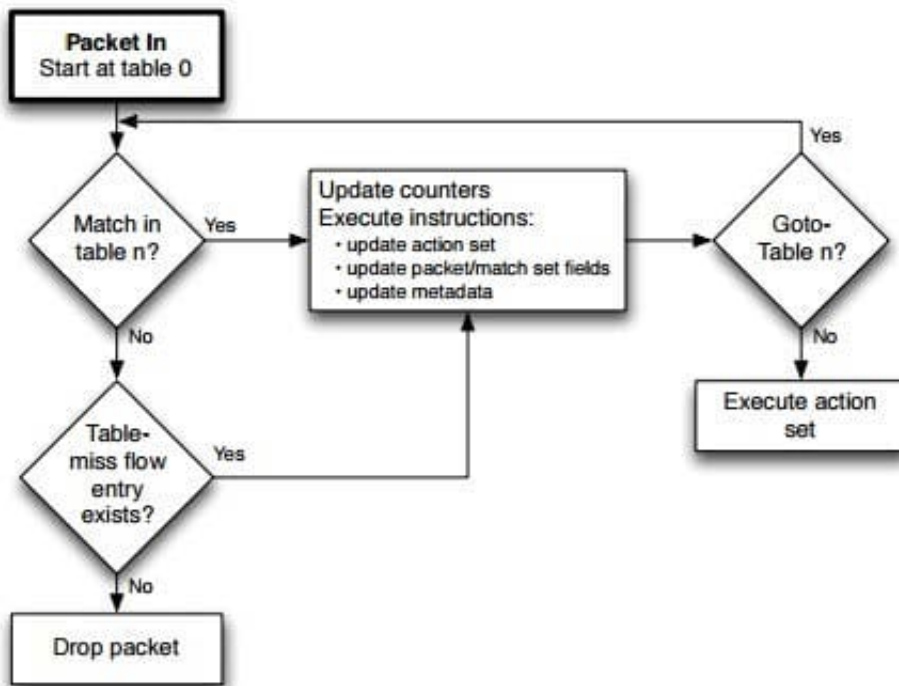 Packet In
Start at table 0
Yes
Match in
table n?
Yes
Update counters
Execute instructions:
• update action set
• update packet/match set fields
• update metadata
Goto-
Table n?
No
No
Execute action
set
Table-
miss flow
entry
exists?
Yes
No
Drop packet